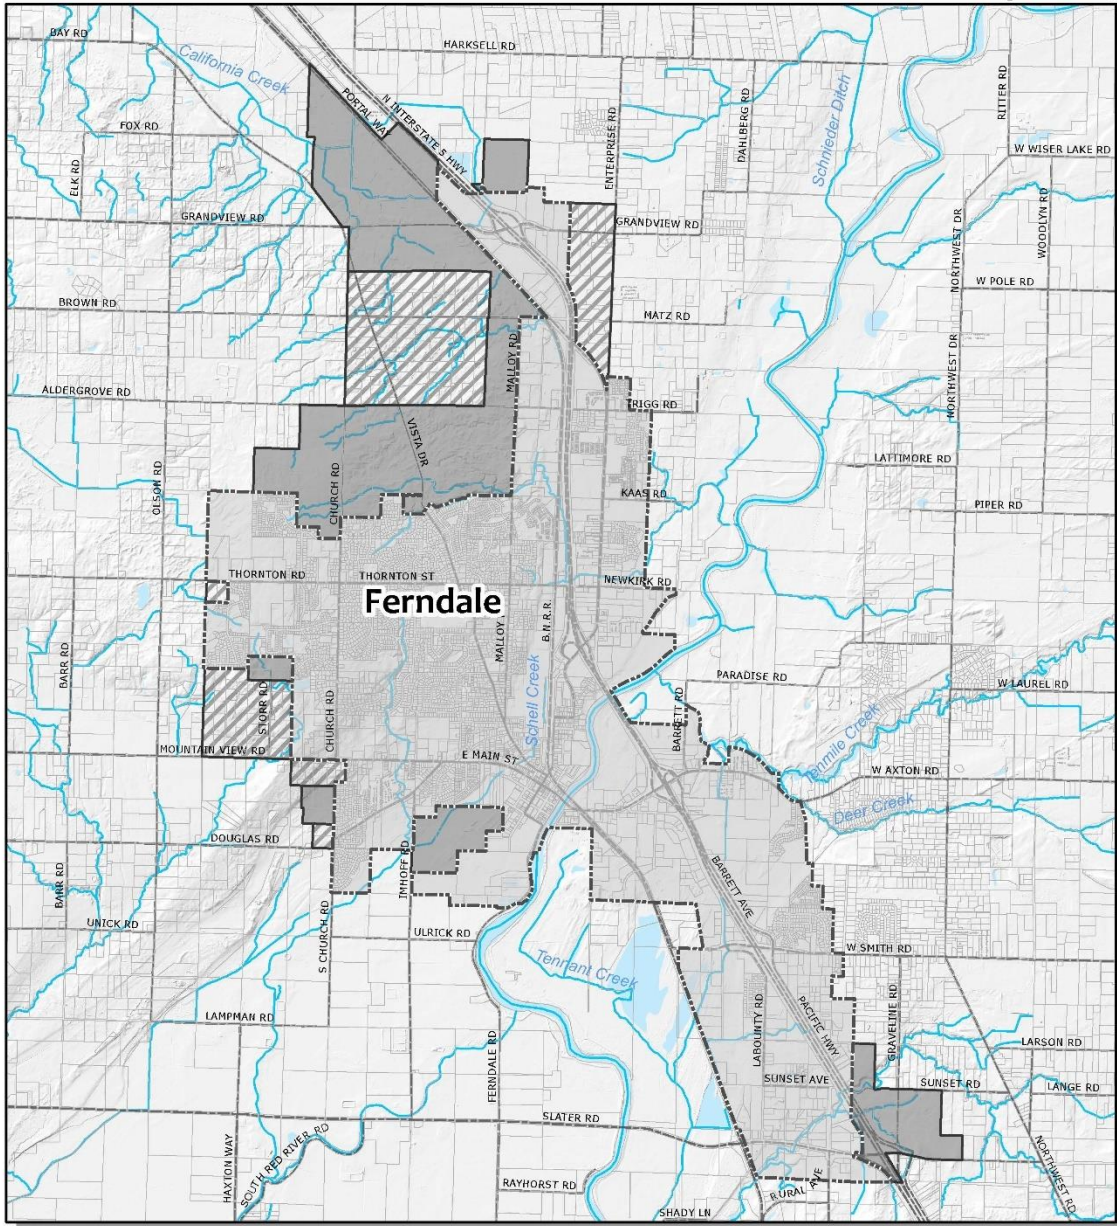 BAY RD
HARKSELL RD
California Creek
PORTAL WAY
N INTERSTATE 5 HWY
FOX RD
ELK RD
ENTERPRISE RD
DAHLBERG RD
Schnieder Ditch
RITTER RD
W WISER LAKE RD
GRANDVIEW RD
GRANDVIEW RD
NORTHWEST DR
WOODLYN RD
W POLE RD
BROWN RD
MATZ RD
MALLOY RD
NORTHWEST DR
ALDERGROVE RD
TRIGG RD
VISTA DR
LATTIMORE RD
OLSON RD
CHURCH RD
KAAS RD
PIPER RD
THORNTON RD
THORNTON ST
NEWKIRK RD
Ferndale
MALLOY
B.N.R.R.
BARR RD
STORR RD
CHURCH RD
Schell Creek
PARADISE RD
BARRETT RD
W LAUREL RD
MOUNTAIN VIEW RD
E MAIN ST
Tenmile Creek
W AXTON RD
Deer Creek
DOUGLAS RD
IMHOFF RD
BARRETT AVE
BARR RD
UNICK RD
S CHURCH RD
ULRICK RD
W SMITH RD
Tennant Creek
LAMPMAN RD
FERNDALE RD
LABOUNTY RD
PACIFIC HWY
GRAVELINE RD
LARSON RD
SUNSET AVE
SUNSET RD
LANGE RD
SLATER RD
HAXTON WAY
SOUTH RED RIVER RD
NORTHWEST RD
RAYHORST RD
RURAL AVE
SHADY LN